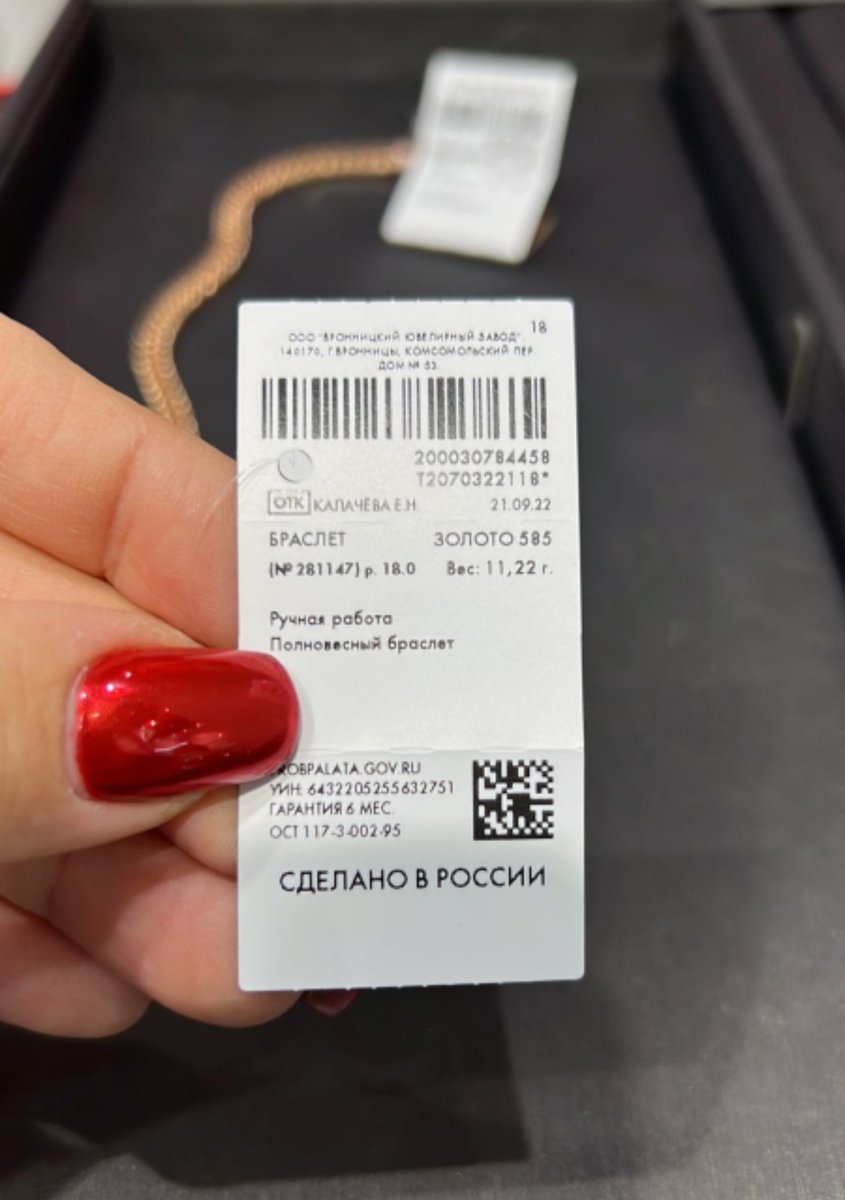 18
ООО "БРОННИЦКИЙ ЮВЕЛИРНЫЙ ЗАВОД"
140170, Г.БРОННИЦЫ, КОМСОМОЛЬСКИЙ ПЕР.
ДОМ № 53.
200030784458
T2070322118*
ОТК КАЛАЧЁВА Е.Н. 21.09.22
БРАСЛЕТ ЗОЛОТО 585
(№ 281147) р. 18.0 Вес: 11,22 г.
Ручная работа
Полновесный браслет
ROBPALATA.GOV.RU
УИН: 6432205255632751
ГАРАНТИЯ 6 МЕС.
ОСТ 117-3-002-95
СДЕЛАНО В РОССИИ